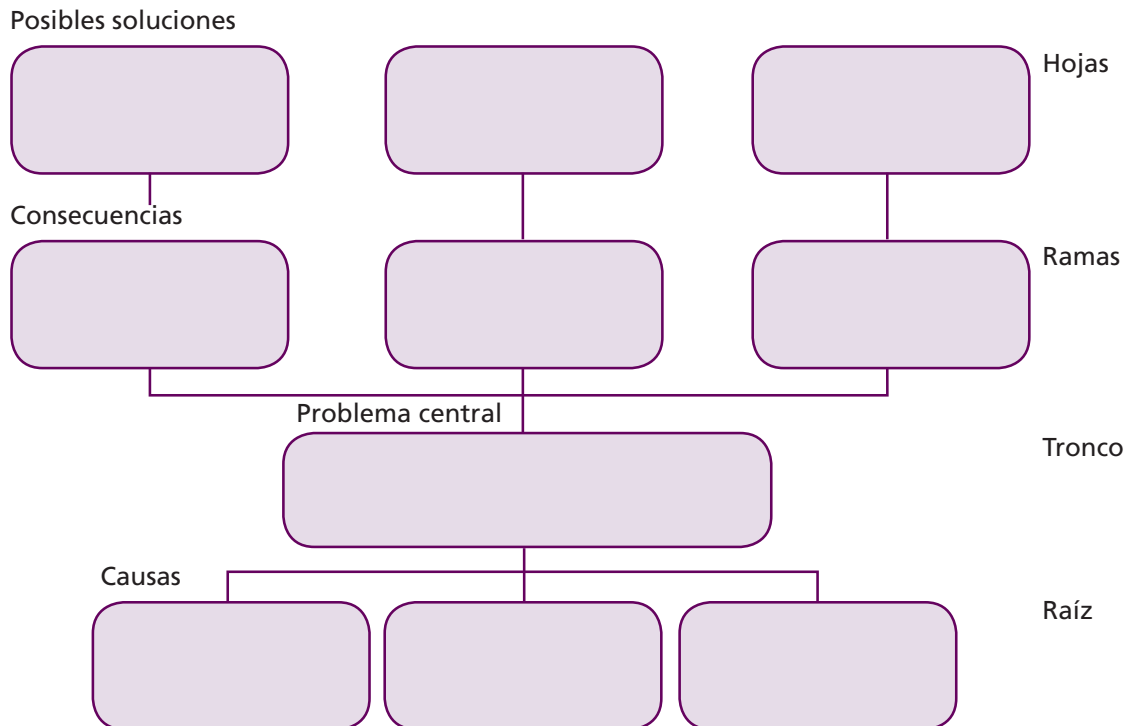 Posibles soluciones
Hojas
Consecuencias
Ramas
Problema central
Tronco
Causas
Raíz